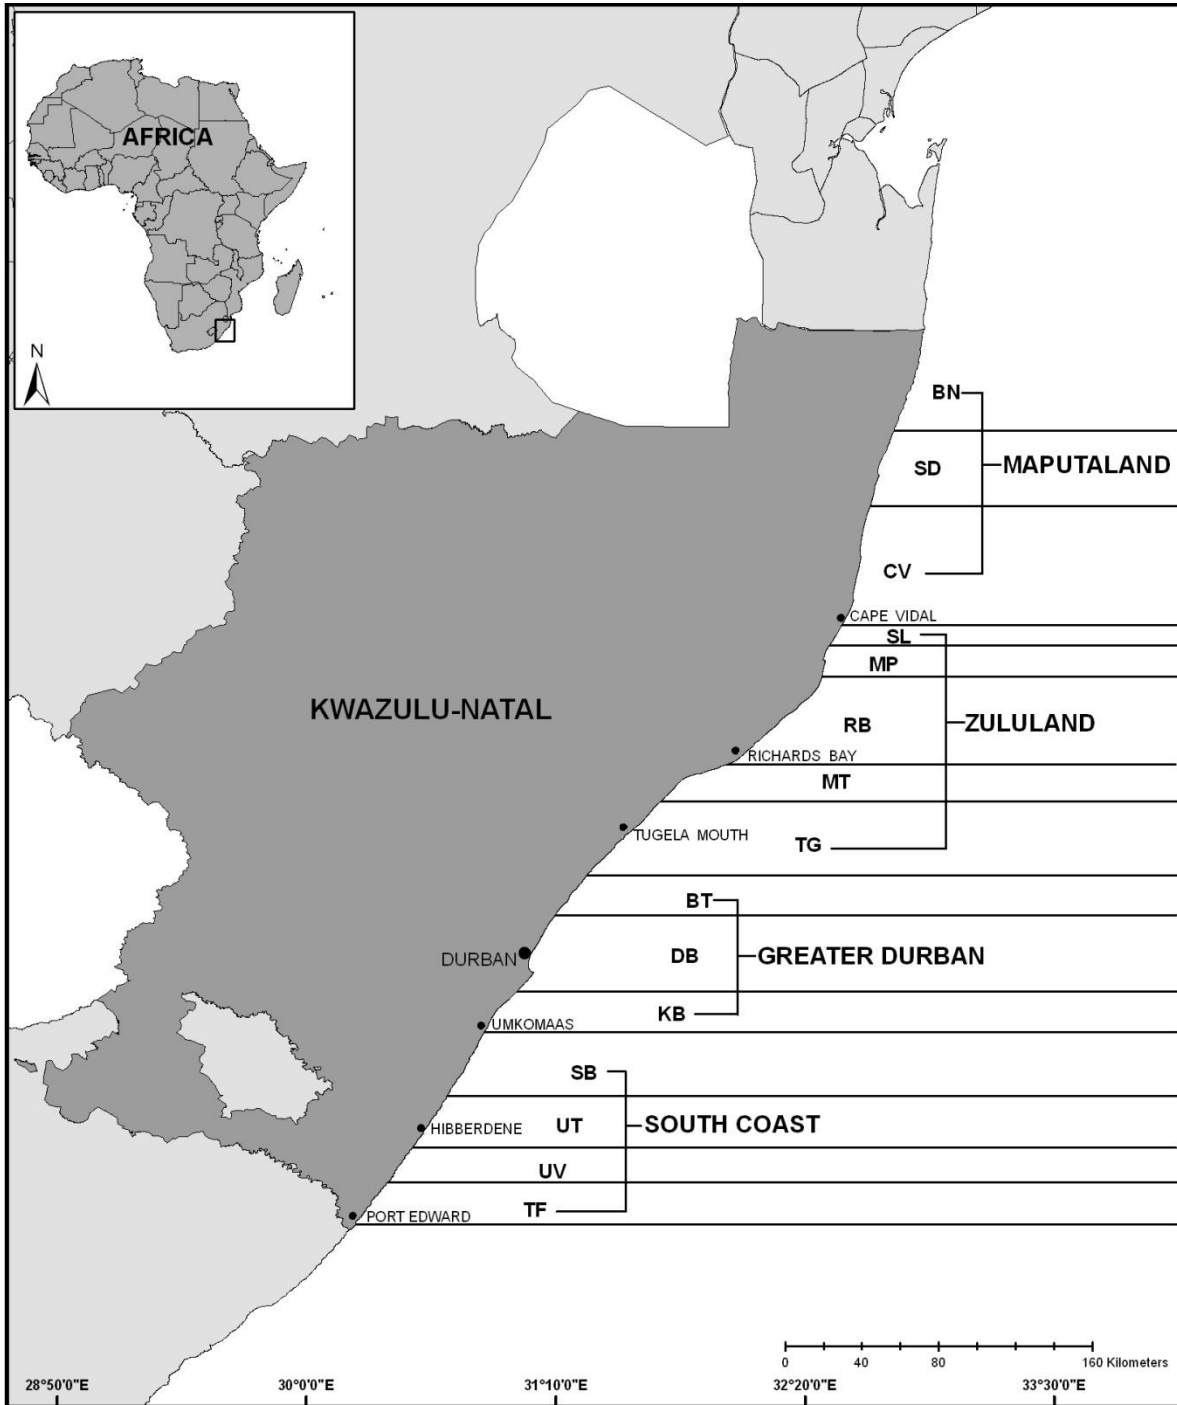 AFRICA
N
BN
SD
MAPUTALAND
CV
CAPE VIDAL
SL
MP
KWAZULU-NATAL
RB
ZULULAND
RICHARDS BAY
MT
TUGELA MOUTH
TG
BT
DURBAN
DB
GREATER DURBAN
KB
UMKOMAAS
SB
HIBBERDENE
UT
SOUTH COAST
UV
TF
PORT EDWARD
0 40 80 160 Kilometers
28°50'0"E 30°0'0"E 31°10'0"E 32°20'0"E 33°30'0"E